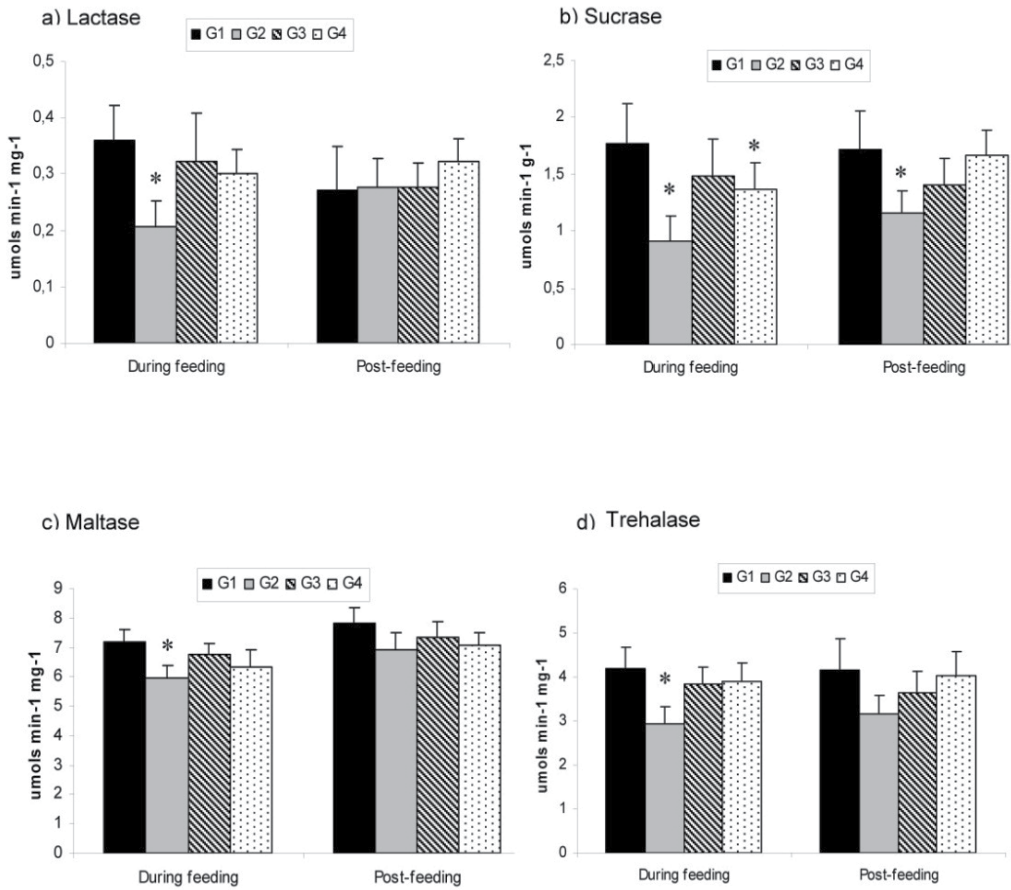 a) Lactase
G1 G2 G3 G4
0,5
0,4
0,3
0,2
0,1
0
umols min-1 mg-1
*
During feeding Post-feeding
b) Sucrase
G1 G2 G3 G4
2,5
2
1,5
1
0,5
0
umols min-1 g-1
* * *
During feeding Post-feeding
c) Maltase
G1 G2 G3 G4
9
8
7
6
5
4
3
2
1
0
umols min-1 mg-1
*
During feeding Post-feeding
d) Trehalase
G1 G2 G3 G4
6
5
4
3
2
1
0
umols min-1 mg-1
*
During feeding Post-feeding